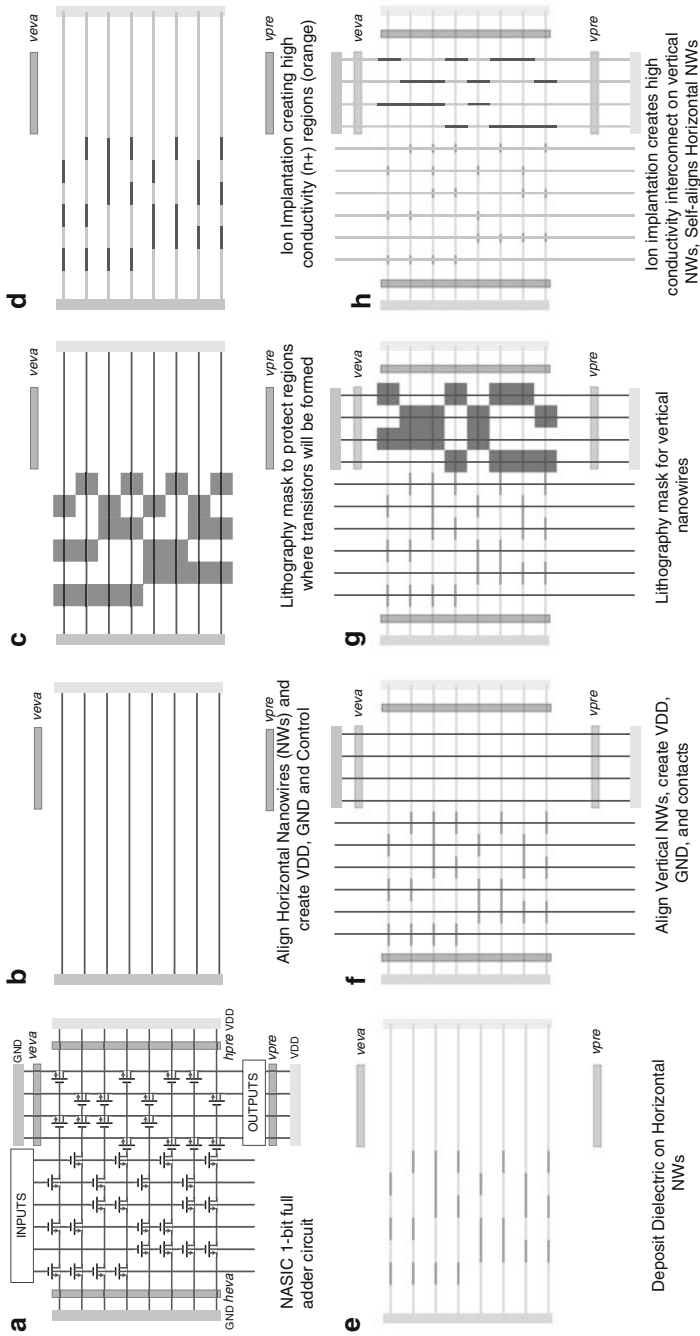 a
INPUTS
GND
veva
GND heva
hpre VDD
OUTPUTS
vpre
VDD
NASIC 1-bit full
adder circuit
b
veva
vpre
Align Horizontal Nanowires (NWs) and
create VDD, GND and Control
c
veva
vpre
Lithography mask to protect regions
where transistors will be formed
d
veva
vpre
Ion Implantation creating high
conductivity (n+) regions (orange)
e
veva
vpre
Deposit Dielectric on Horizontal
NWs
f
veva
vpre
Align Vertical NWs, create VDD,
GND, and contacts
g
veva
vpre
Lithography mask for vertical
nanowires
h
veva
vpre
Ion implantation creates high
conductivity interconnect on vertical
NWs, Self-aligns Horizontal NWs